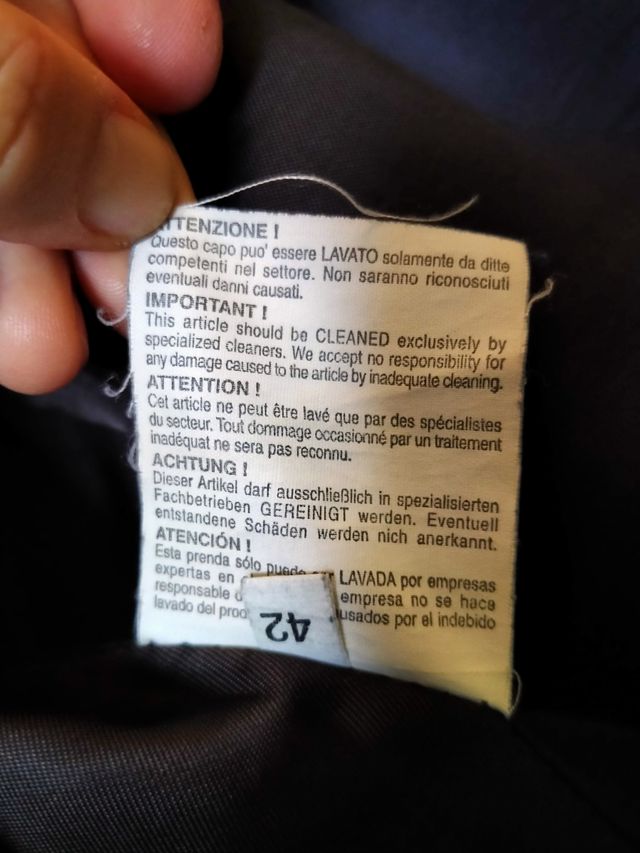 ATTENZIONE !
Questo capo puo' essere LAVATO solamente da ditte
competenti nel settore. Non saranno riconosciuti
eventuali danni causati.
IMPORTANT !
This article should be CLEANED exclusively by
specialized cleaners. We accept no responsibility for
any damage caused to the article by inadequate cleaning.
ATTENTION !
Cet article ne peut être lavé que par des spécialistes
du secteur. Tout dommage occasionné par un traitement
inadéquat ne sera pas reconnu.
ACHTUNG !
Dieser Artikel darf ausschließlich in spezialisierten
Fachbetrieben GEREINIGT werden. Eventuell
entstandene Schäden werden nich anerkannt.
ATENCIÓN !
Esta prenda sólo puede LAVADA por empresas
expertas en empresa no se hace
responsable usados por el indebido
lavado del
42